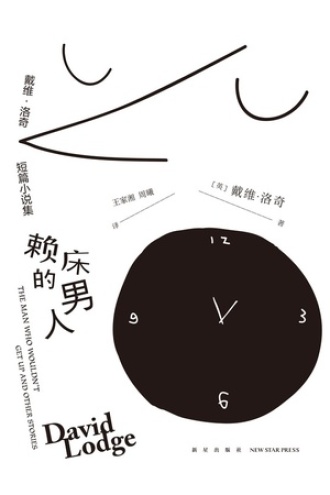 戴维·洛奇 短篇小说集
王家湘 周曦
译
[英] 戴维·洛奇
著
赖床的男人
THE MAN WHO WOULDN'T
GET UP AND OTHER STORIES
12
9
3
6
David
Lodge
新星出版社 NEW STAR PRESS